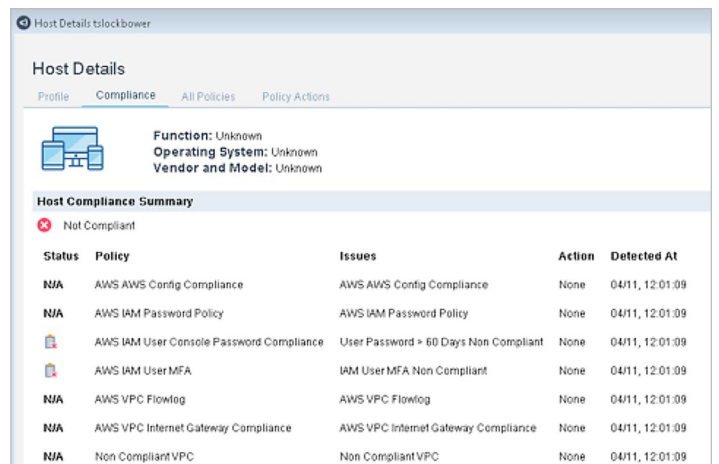 Host Details tslockbower
Host Details
Profile Compliance All Policies Policy Actions
Function: Unknown
Operating System: Unknown
Vendor and Model: Unknown
Host Compliance Summary
Not Compliant
Status Policy Issues Action Detected At
N/A AWS AWS Config Compliance AWS AWS Config Compliance None 04/11, 12:01:09
N/A AWS IAM Password Policy AWS IAM Password Policy None 04/11, 12:01:09
AWS IAM User Console Password Compliance User Password > 60 Days Non Compliant None 04/11, 12:01:09
AWS IAM User MFA IAM User MFA Non Compliant None 04/11, 12:01:09
N/A AWS VPC Flowlog AWS VPC Flowlog None 04/11, 12:01:09
N/A AWS VPC Internet Gateway Compliance AWS VPC Internet Gateway Compliance None 04/11, 12:01:09
N/A Non Compliant VPC Non Compliant VPC None 04/11, 12:01:09